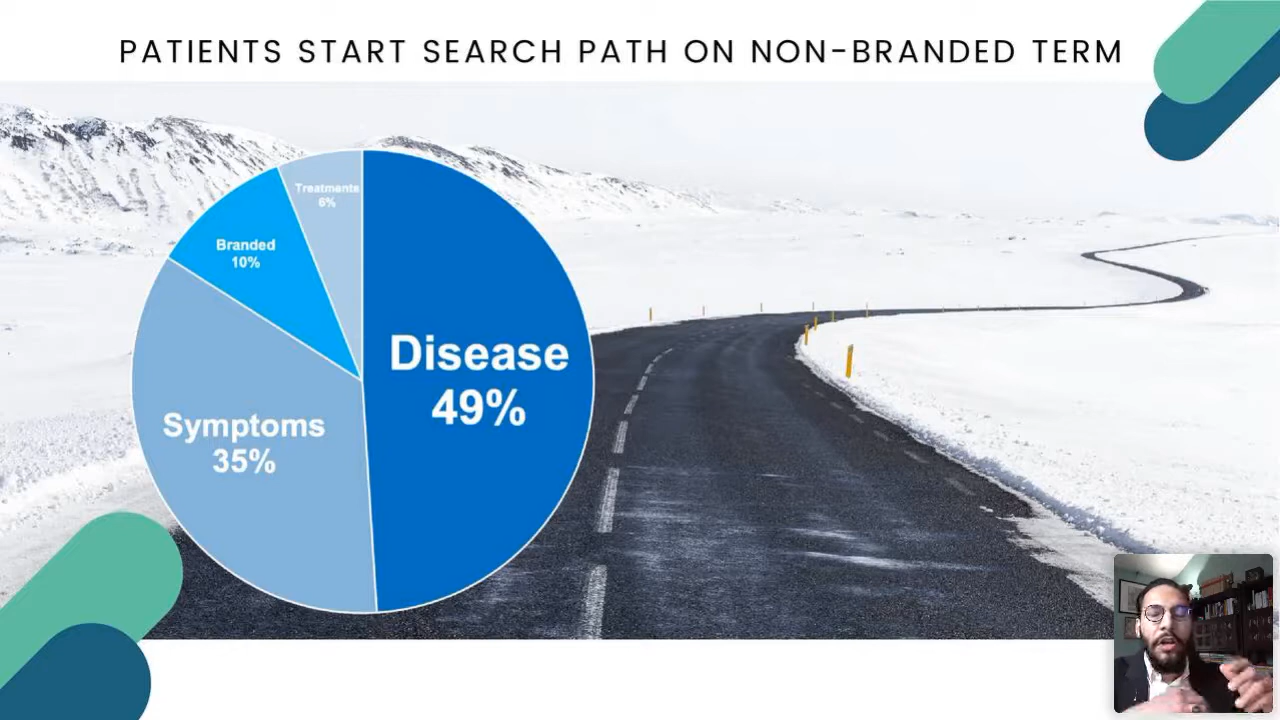 PATIENTS START SEARCH PATH ON NON-BRANDED TERM
Treatments
6%
Branded
10%
Disease
49%
Symptoms
35%